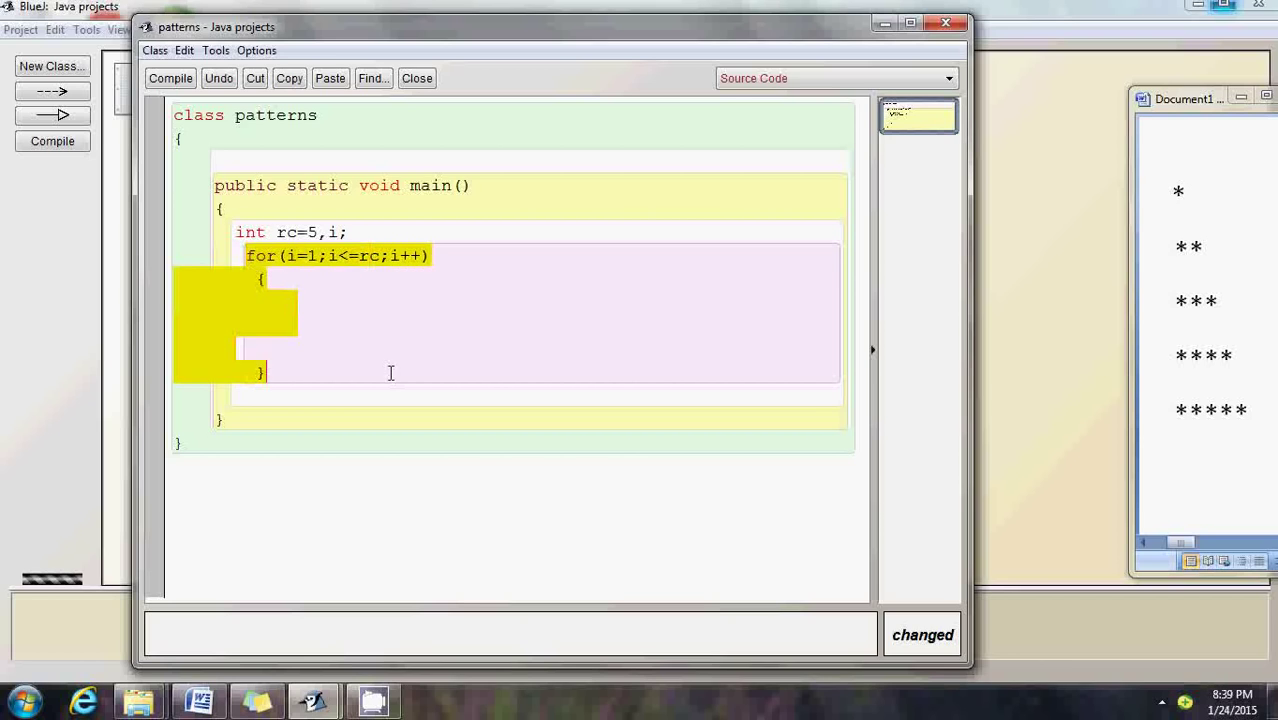 BlueJ: Java projects
Project Edit Tools View
New Class...
Compile
patterns - Java projects
Class Edit Tools Options
Compile Undo Cut Copy Paste Find... Close
Source Code
class patterns
{
public static void main()
{
int rc=5,i;
for(i=1;i<=rc;i++)
{
}
}
}
changed
Document1 ...
*
**
***
****
*****
8:39 PM
1/24/2015